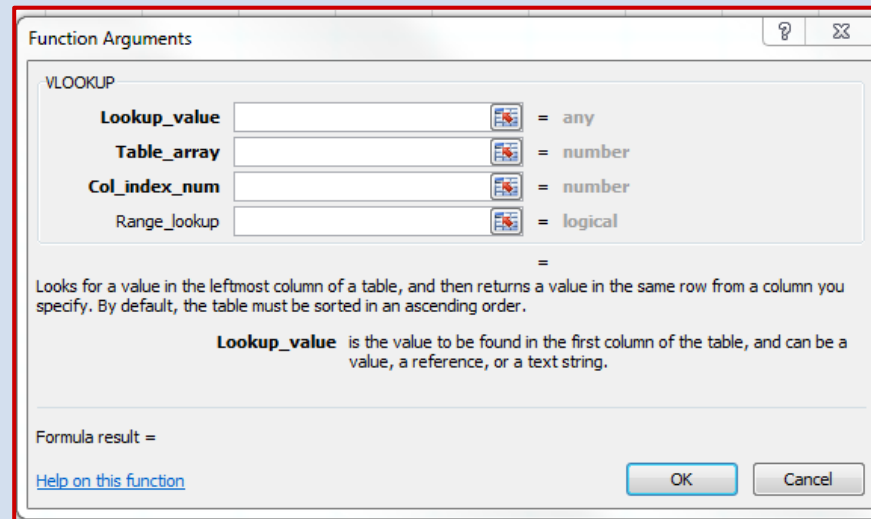 Function Arguments
?
VLOOKUP
Lookup_value = any
Table_array = number
Col_index_num = number
Range_lookup = logical
=
Looks for a value in the leftmost column of a table, and then returns a value in the same row from a column you
specify. By default, the table must be sorted in an ascending order.
Lookup_value is the value to be found in the first column of the table, and can be a
value, a reference, or a text string.
Formula result =
Help on this function
OK Cancel